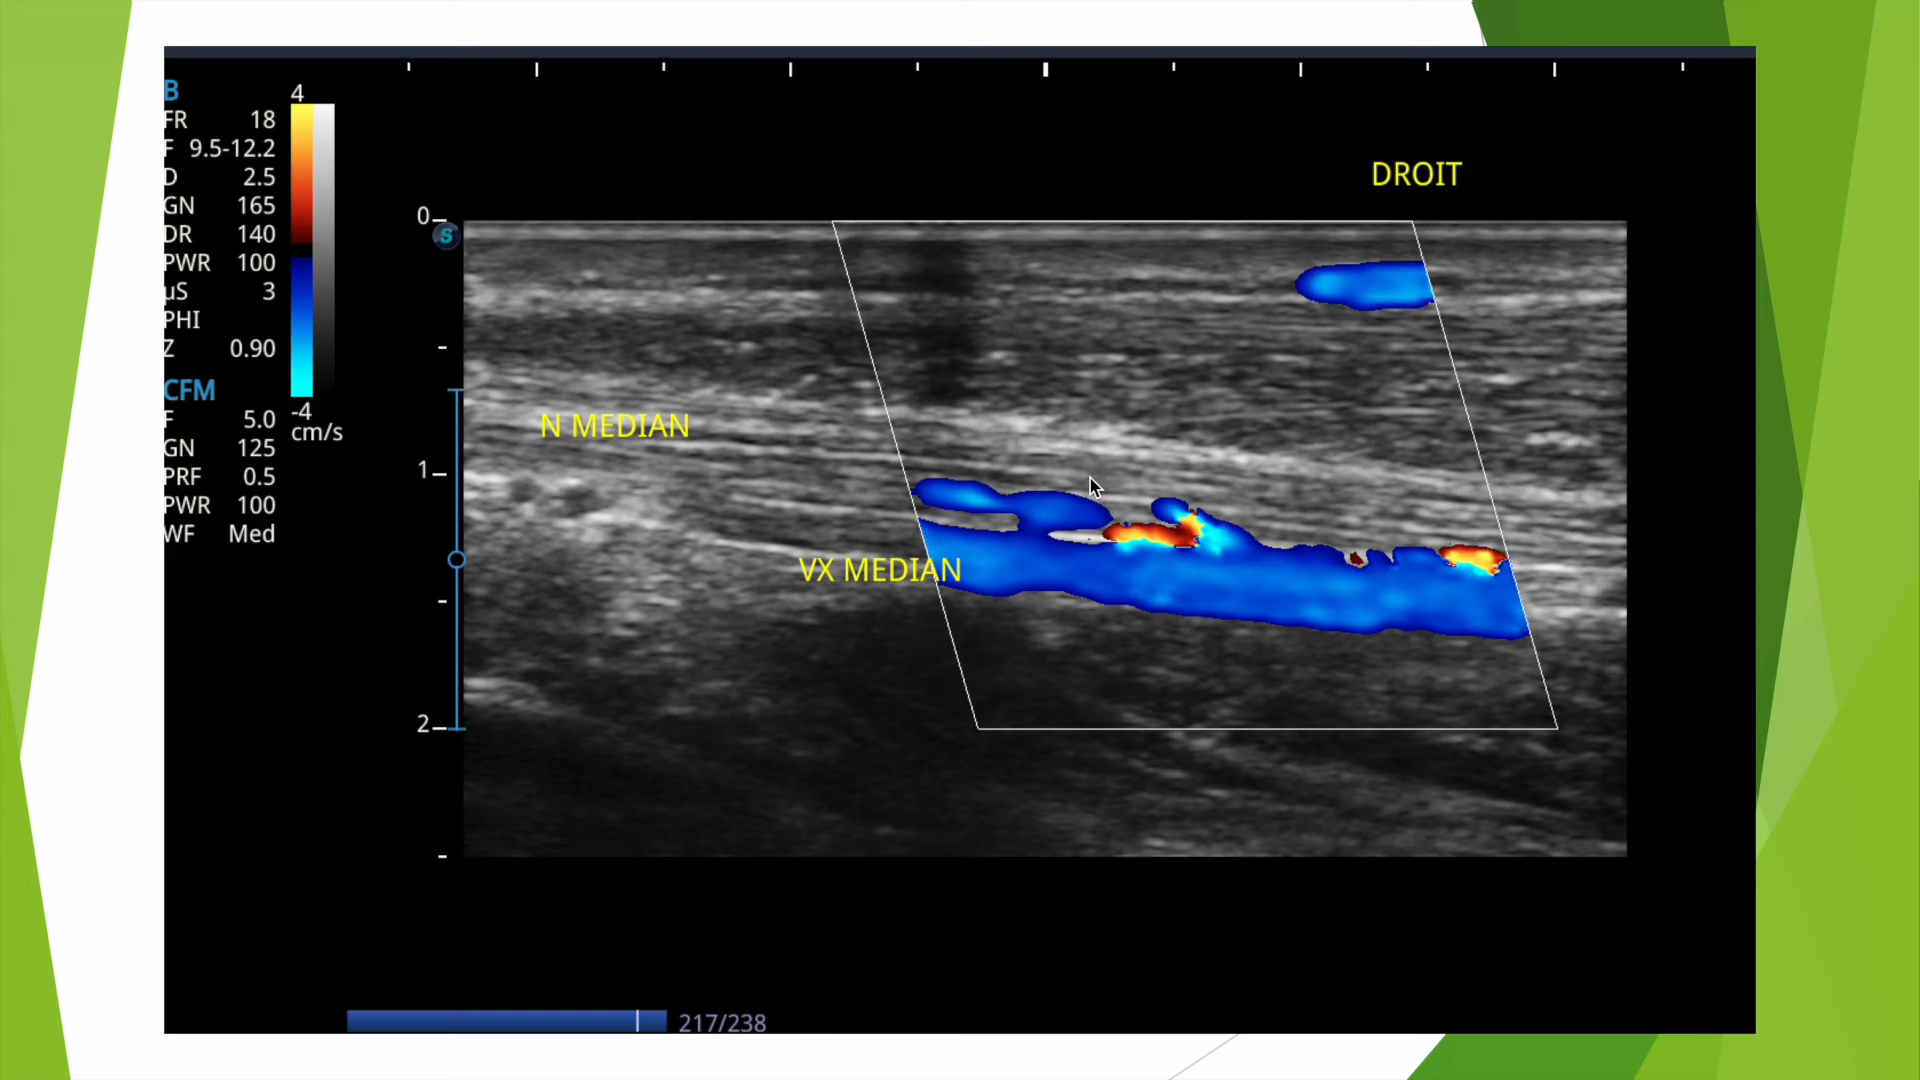 B
FR 18
F 9.5-12.2
D 2.5
GN 165
DR 140
PWR 100
µS 3
PHI
Z 0.90
CFM
F 5.0
GN 125
PRF 0.5
PWR 100
WF Med
4
-4
cm/s
0
S
1
2
DROIT
N MEDIAN
VX MEDIAN
217/238